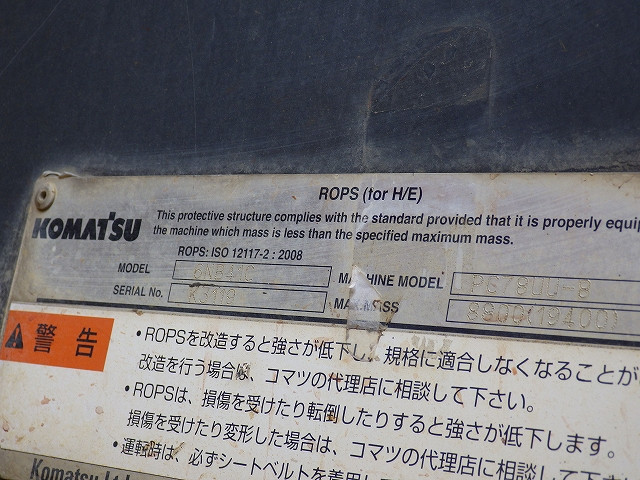 ROPS (for H/E)
KOMATSU
This protective structure complies with the standard provided that it is properly equi
the machine which mass is less than the specified maximum mass.
ROPS: ISO 12117-2 : 2008
MODEL MACHINE MODEL PC78UU-8
SERIAL No. K3119 MAX. MASS (19400)
警告
•ROPSを改造すると強さが低下し、規格に適合しなくなることが
改造を行う場合は、コマツの代理店に相談して下さい。
•ROPSは、損傷を受けたり転倒したりすると強さが低下します。
損傷を受けたり変形した場合は、コマツの代理店に相談して下
•運転時は、必ずシートベルトを着用し
Komatsu Ltd